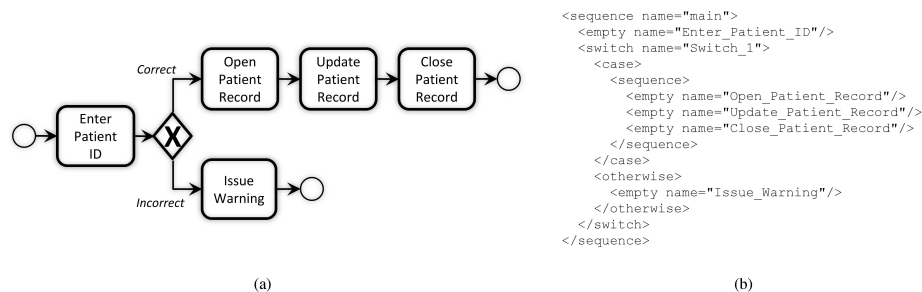 Enter
Patient
ID
X
Correct
Open
Patient
Record
Update
Patient
Record
Close
Patient
Record
Incorrect
Issue
Warning
(a)
<sequence name="main">
<empty name="Enter_Patient_ID"/>
<switch name="Switch_1">
<case>
<sequence>
<empty name="Open_Patient_Record"/>
<empty name="Update_Patient_Record"/>
<empty name="Close_Patient_Record"/>
</sequence>
</case>
<otherwise>
<empty name="Issue_Warning"/>
</otherwise>
</switch>
</sequence>
(b)